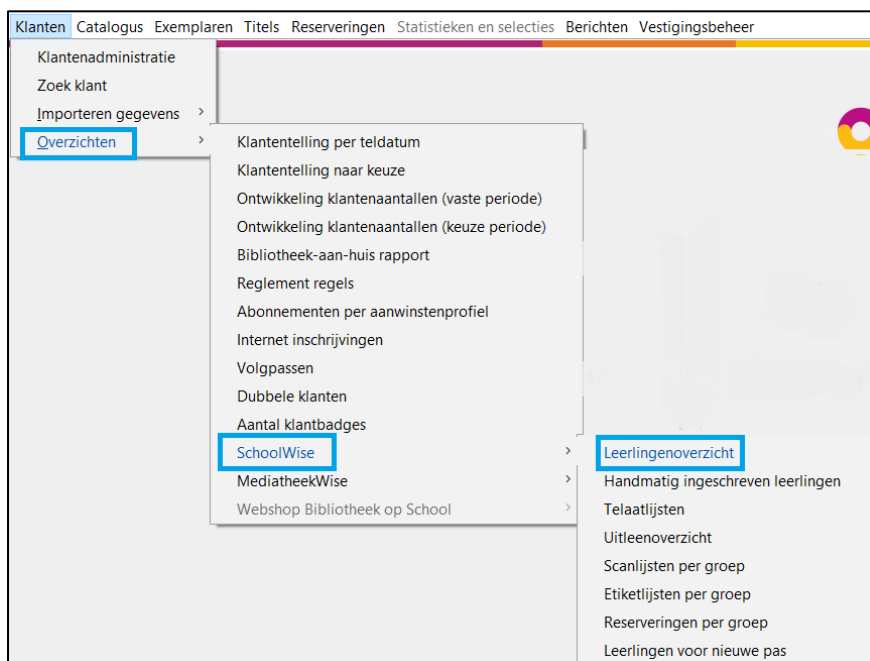 Klanten Catalogus Exemplaren Titels Reserveringen Statistieken en selecties Berichten Vestigingsbeheer
Klantenadministratie
Zoek klant
Importeren gegevens
Overzichten
Klantentelling per teldatum
Klantentelling naar keuze
Ontwikkeling klantenaantallen (vaste periode)
Ontwikkeling klantenaantallen (keuze periode)
Bibliotheek-aan-huis rapport
Reglement regels
Abonnementen per aanwinstenprofiel
Internet inschrijvingen
Volgpassen
Dubbele klanten
Aantal klantbadges
SchoolWise
MediatheekWise
Webshop Bibliotheek op School
Leerlingenoverzicht
Handmatig ingeschreven leerlingen
Telaatlijsten
Uitleenoverzicht
Scanlijsten per groep
Etiketlijsten per groep
Reserveringen per groep
Leerlingen voor nieuwe pas